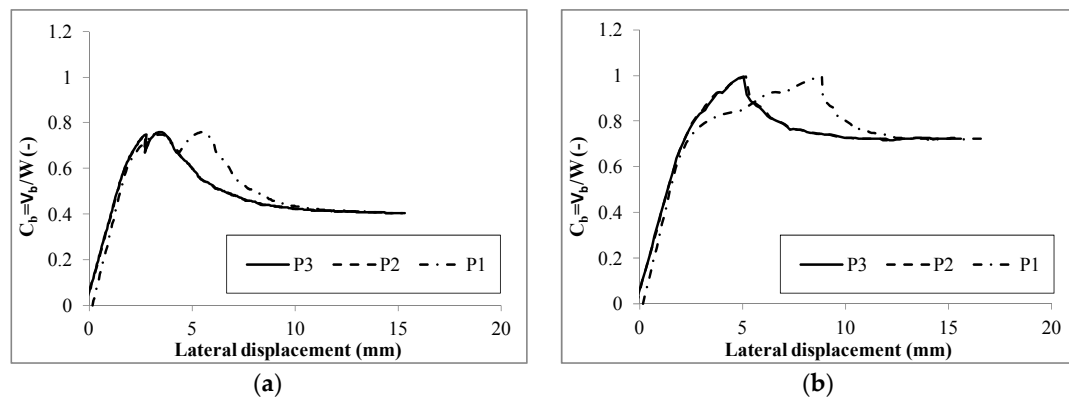 1.2
1
0.8
0.6
0.4
0.2
0
C_b=V_b/W (-)
P3 P2 P1
0 5 10 15 20
Lateral displacement (mm)
(a)
1.2
1
0.8
0.6
0.4
0.2
0
C_b=V_b/W (-)
P3 P2 P1
0 5 10 15 20
Lateral displacement (mm)
(b)